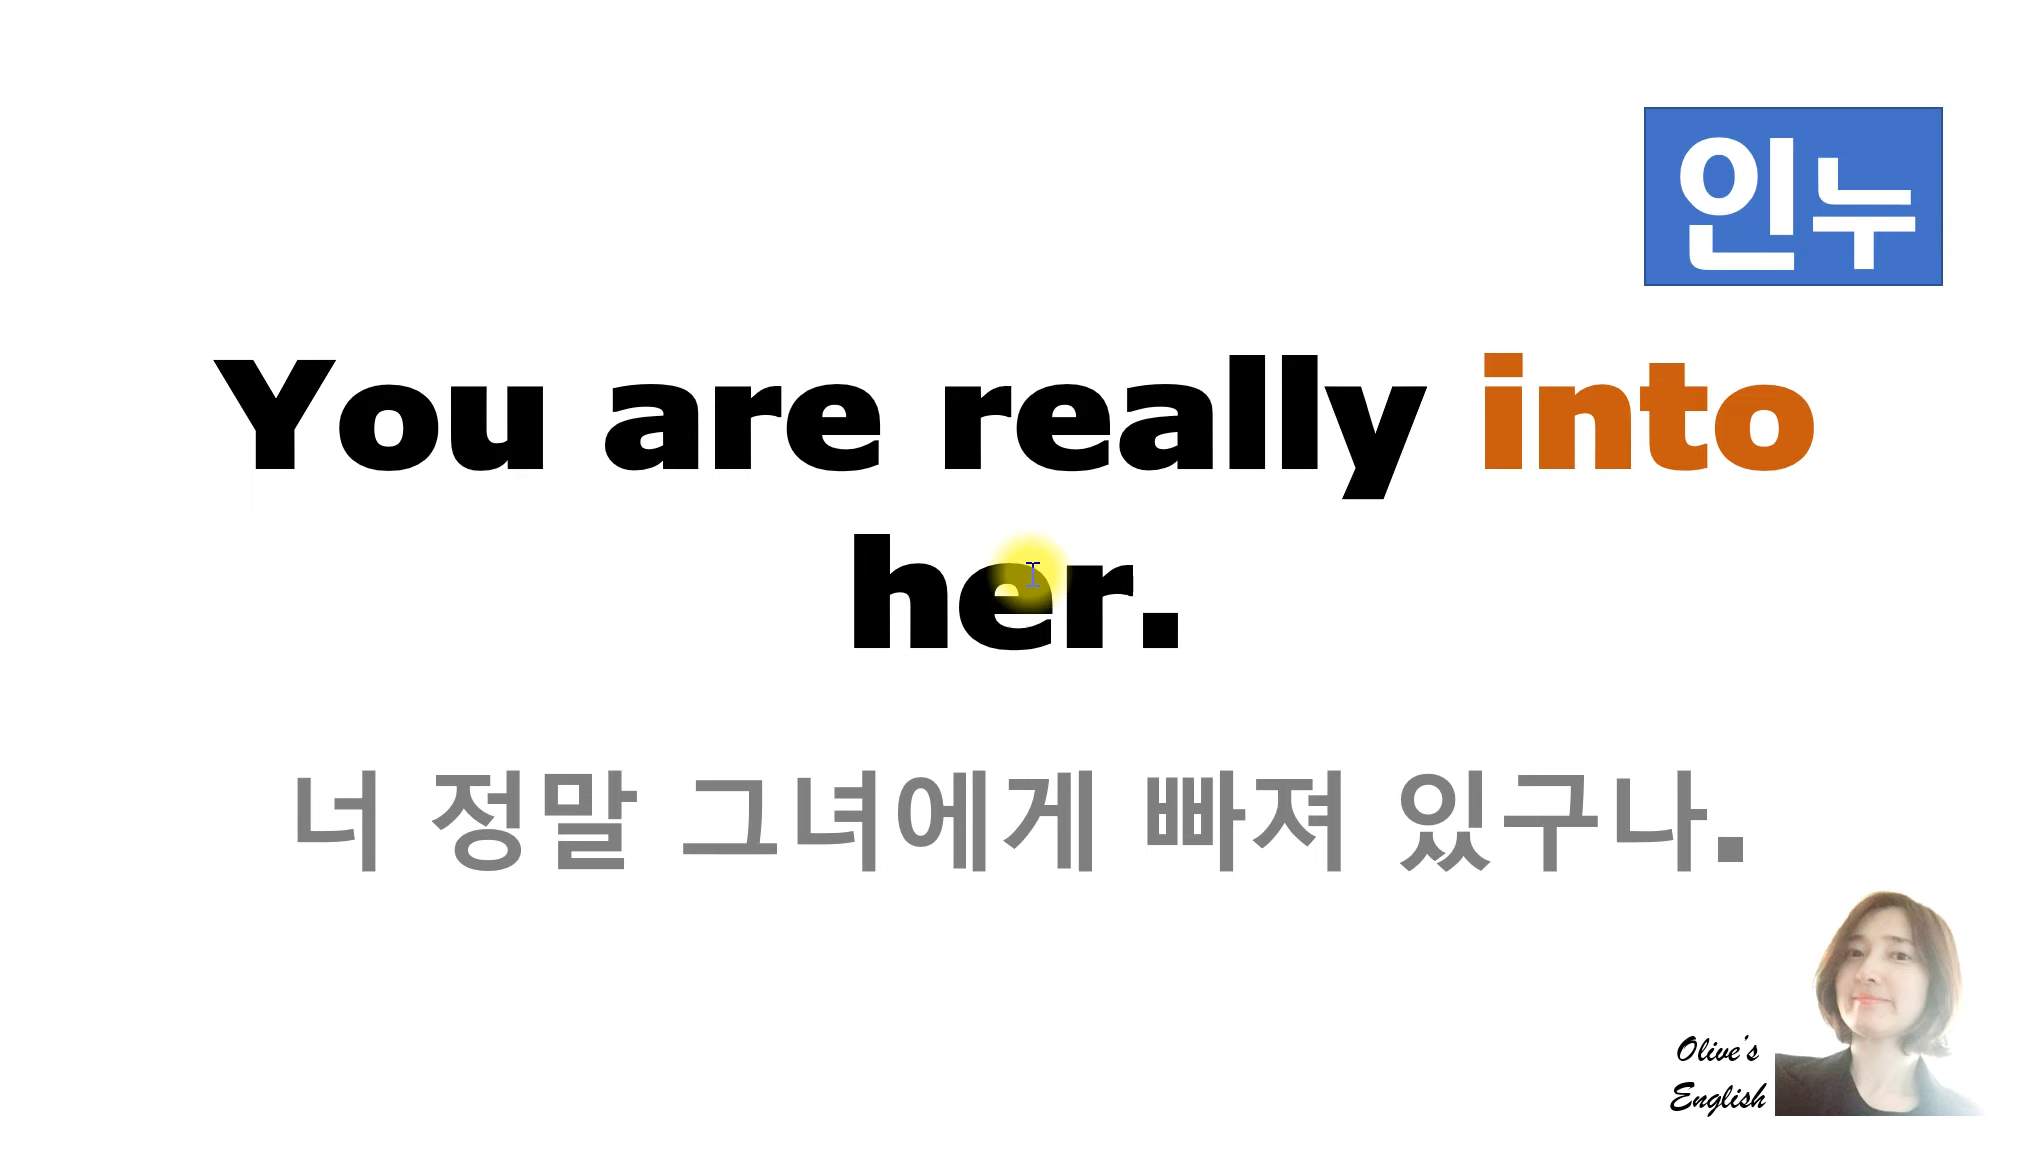 인누
You are really into
her.
너 정말 그녀에게 빠져 있구나.
Olive's
English